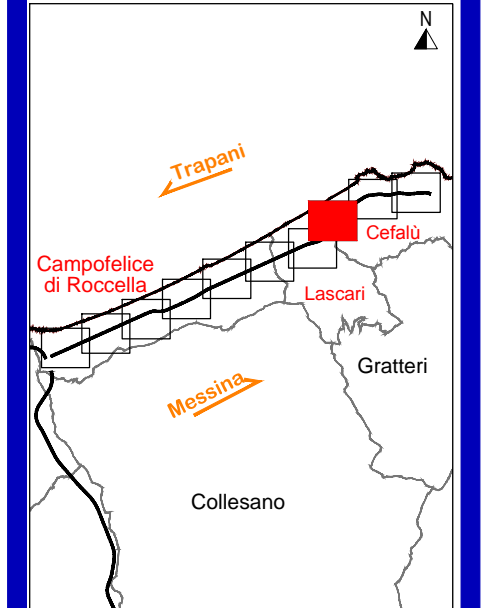 N
Trapani
Cefalù
Campofelice
di Roccella
Lascari
Gratteri
Messina
Collesano